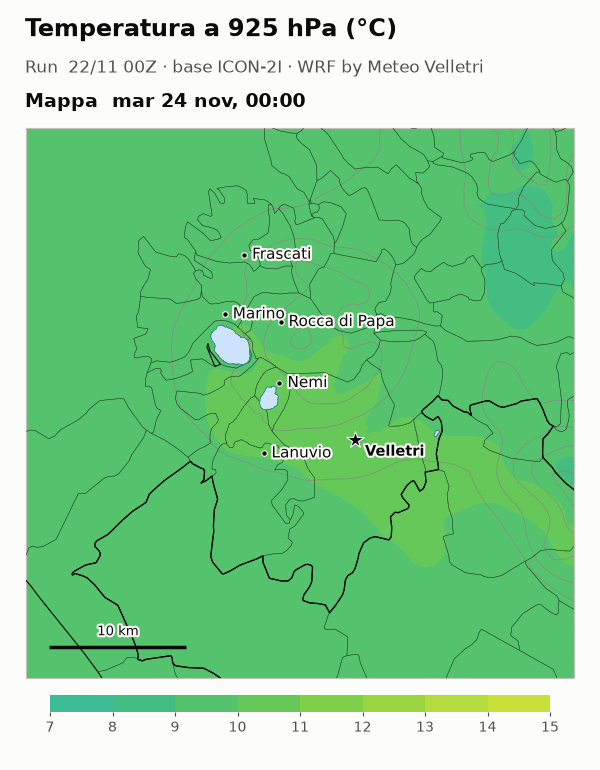 Temperatura a 925 hPa (°C)
Run  22/11 00Z · base ICON-2I · WRF by Meteo Velletri
Mappa  mar 24 nov, 00:00
Frascati
Marino
Rocca di Papa
Nemi
Velletri
Lanuvio
10 km
7 8 9 10 11 12 13 14 15